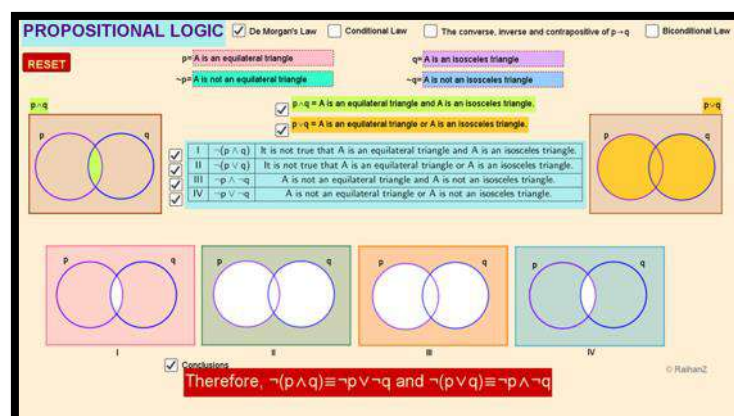 PROPOSITIONAL LOGIC
De Morgan's Law
Conditional Law
The converse, inverse and contrapositive of p→q
Biconditional Law
RESET
p= A is an equilateral triangle
q= A is an isosceles triangle
¬p= A is not an equilateral triangle
¬q= A is not an isosceles triangle
p∧q
p∧q = A is an equilateral triangle and A is an isosceles triangle.
p∨q
p∨q = A is an equilateral triangle or A is an isosceles triangle.
p q
p q
I ¬(p ∧ q) It is not true that A is an equilateral triangle and A is an isosceles triangle.
II ¬(p ∨ q) It is not true that A is an equilateral triangle or A is an isosceles triangle.
III ¬p ∧ ¬q A is not an equilateral triangle and A is not an isosceles triangle.
IV ¬p ∨ ¬q A is not an equilateral triangle or A is not an isosceles triangle.
p q
p q
p q
p q
I
II
III
IV
Conclusions
© RaihanZ
Therefore, ¬(p∧q)≡¬p∨¬q and ¬(p∨q)≡¬p∧¬q